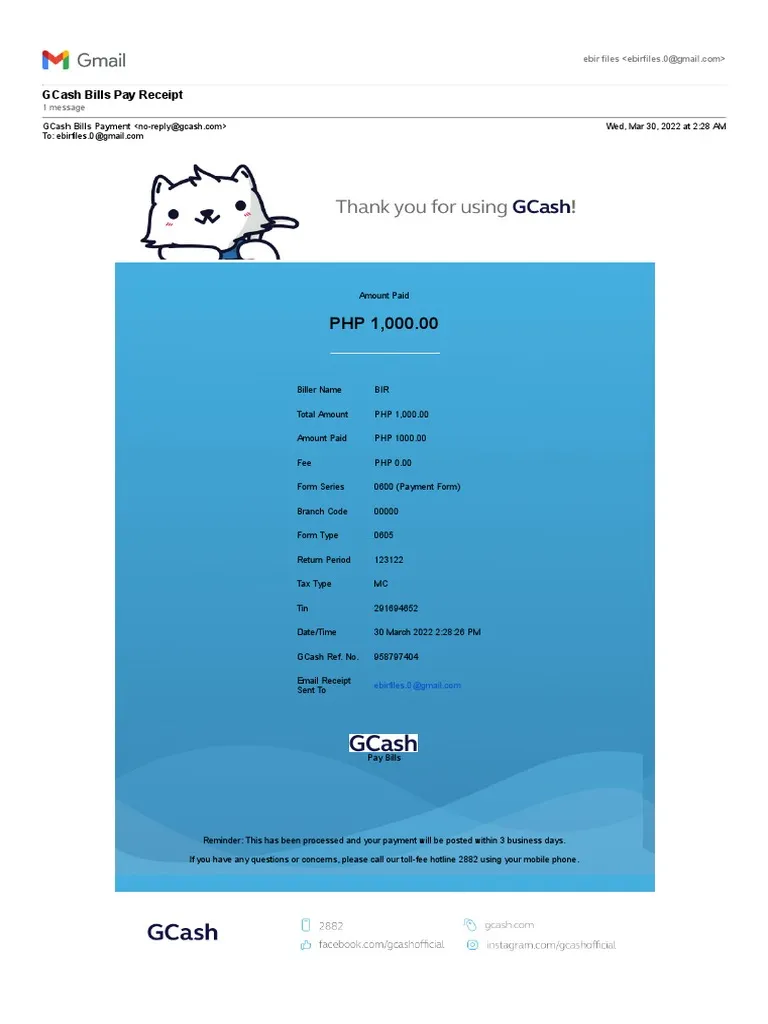 Gmail
ebir files <ebirfiles.0@gmail.com>
GCash Bills Pay Receipt
1 message
GCash Bills Payment <no-reply@gcash.com>
Wed, Mar 30, 2022 at 2:28 AM
To: ebirfiles.0@gmail.com
Thank you for using GCash!
Amount Paid
PHP 1,000.00
Biller Name BIR
Total Amount PHP 1,000.00
Amount Paid PHP 1000.00
Fee PHP 0.00
Form Series 0600 (Payment Form)
Branch Code 00000
Form Type 0605
Return Period 123122
Tax Type MC
Tin 291694652
Date/Time 30 March 2022 2:28:26 PM
GCash Ref. No. 958797404
Email Receipt
Sent To ebirfiles.0@gmail.com
GCash
Pay Bills
Reminder: This has been processed and your payment will be posted within 3 business days.
If you have any questions or concerns, please call our toll-fee hotline 2882 using your mobile phone.
GCash
2882
gcash.com
facebook.com/gcashofficial
instagram.com/gcashofficial